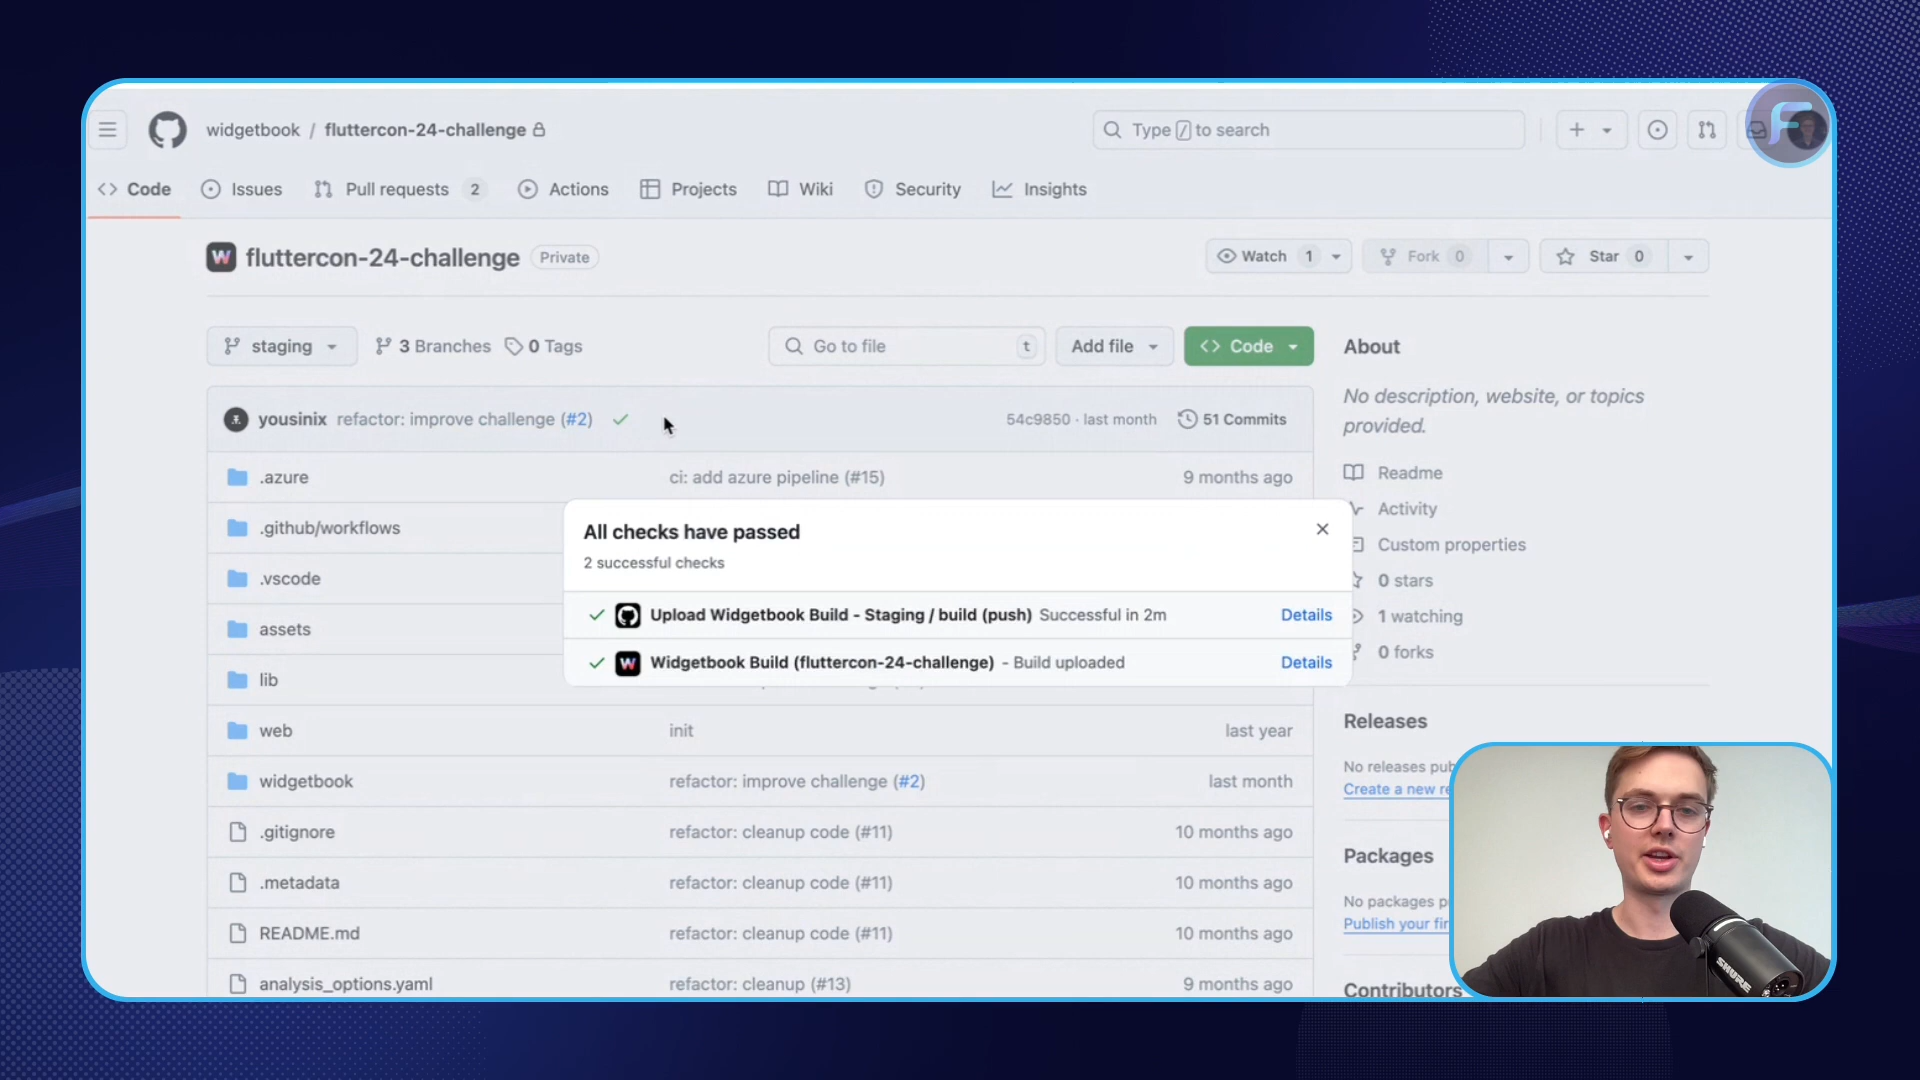 widgetbook / fluttercon-24-challenge
Type / to search
Code
Issues
Pull requests 2
Actions
Projects
Wiki
Security
Insights
W fluttercon-24-challenge Private
Watch 1
Fork 0
Star 0
staging
3 Branches
0 Tags
Go to file t
Add file
Code
About
No description, website, or topics
provided.
yousinix refactor: improve challenge (#2)
54c9850 · last month
51 Commits
.azure ci: add azure pipeline (#15) 9 months ago
.github/workflows
.vscode
assets
lib
All checks have passed
2 successful checks
Upload Widgetbook Build - Staging / build (push) Successful in 2m Details
W Widgetbook Build (fluttercon-24-challenge) - Build uploaded Details
Readme
Activity
Custom properties
0 stars
1 watching
0 forks
web init last year
widgetbook refactor: improve challenge (#2) last month
.gitignore refactor: cleanup code (#11) 10 months ago
.metadata refactor: cleanup code (#11) 10 months ago
README.md refactor: cleanup code (#11) 10 months ago
analysis_options.yaml refactor: cleanup (#13) 9 months ago
Releases
No releases pub
Create a new re
Packages
No packages p
Publish your fir
Contributors
SHURE
F